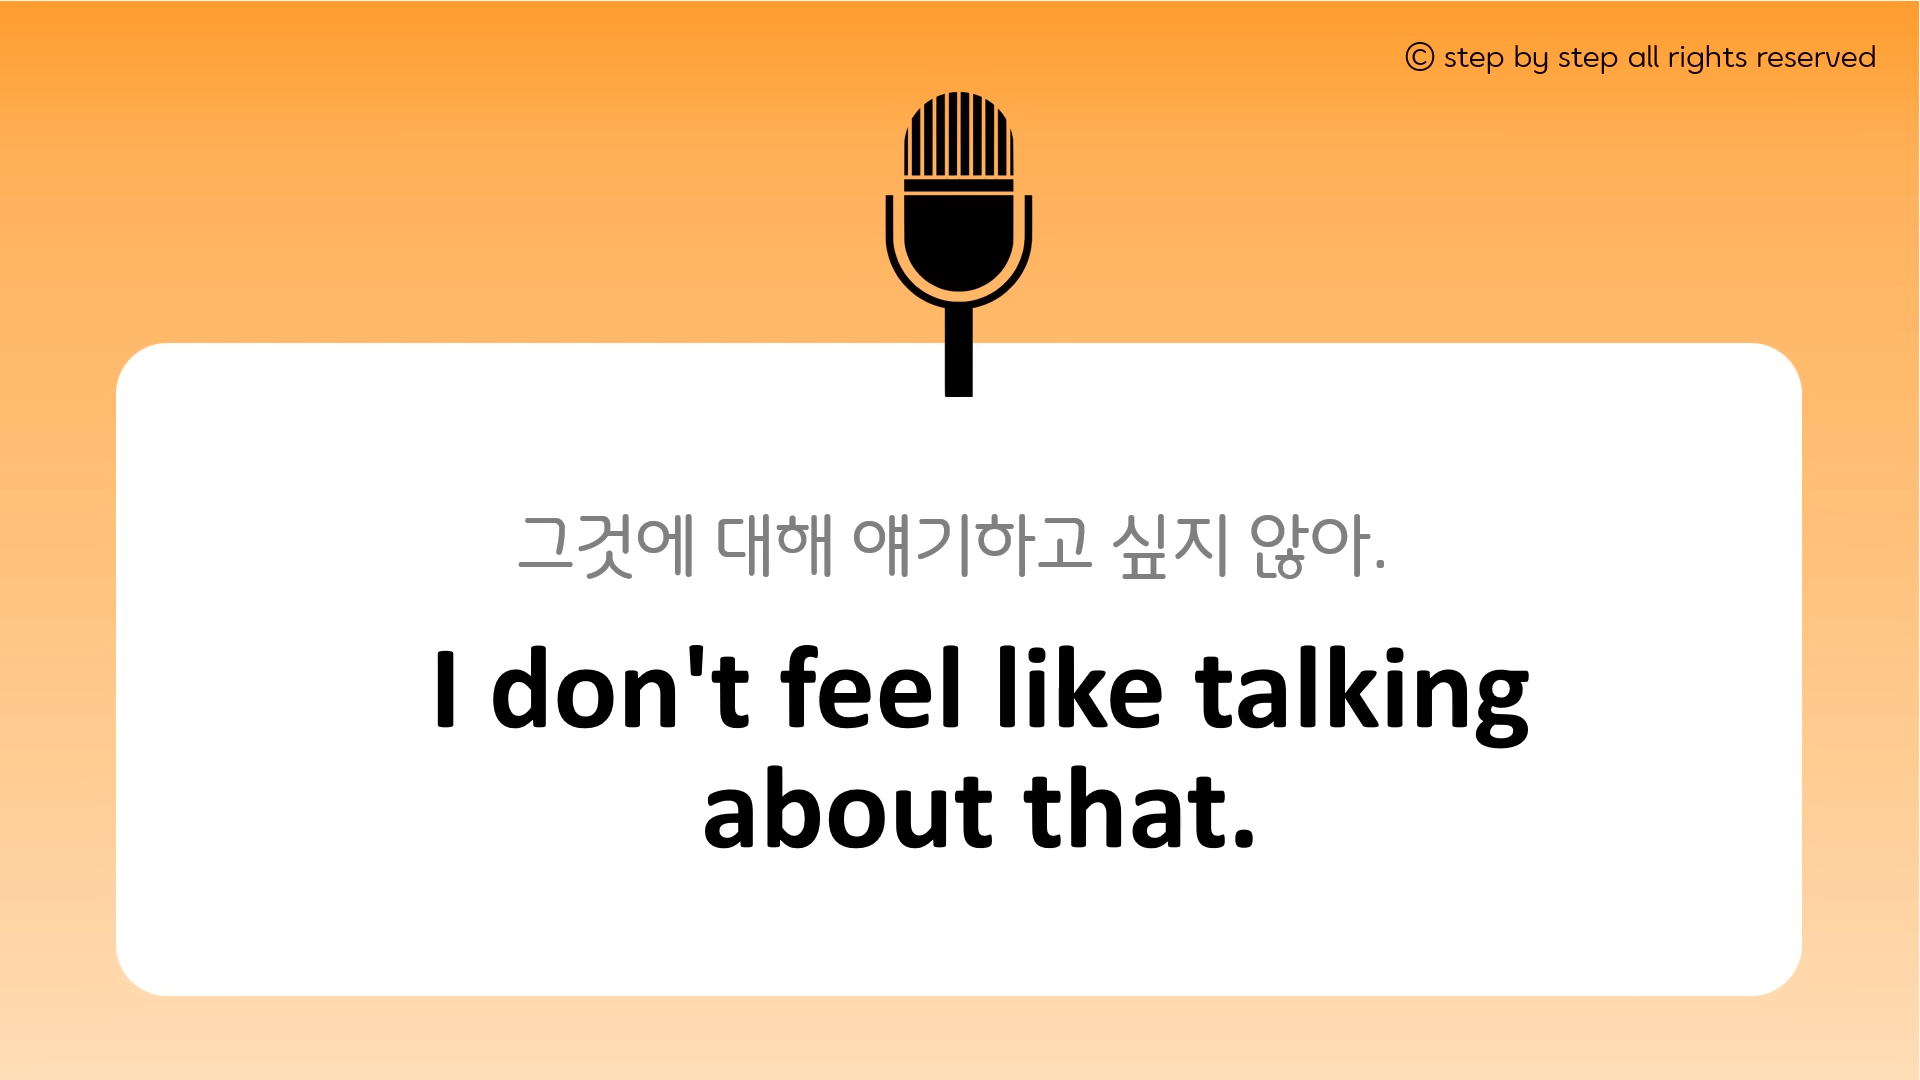 © step by step all rights reserved
그것에 대해 얘기하고 싶지 않아.
I don't feel like talking
about that.